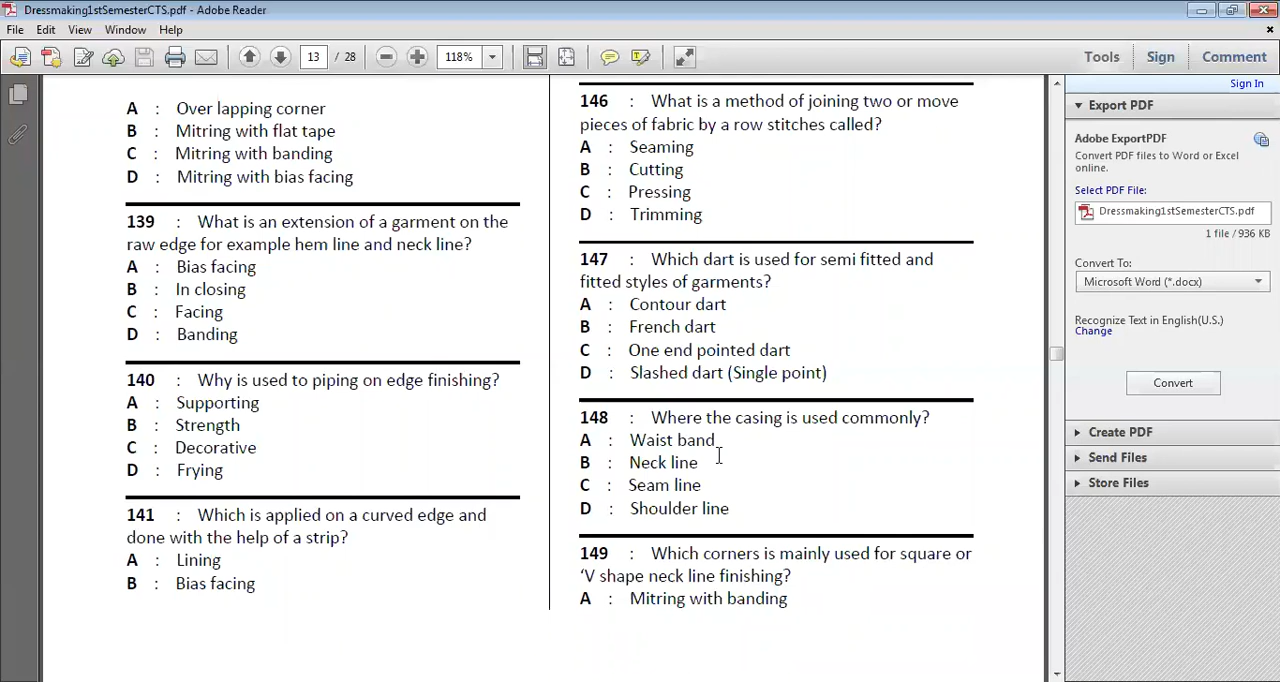 Dressmaking1stSemesterCTS.pdf - Adobe Reader
File Edit View Window Help
13 / 28 118% Tools Sign Comment
Sign In
Export PDF
Adobe ExportPDF
Convert PDF files to Word or Excel
online.
Select PDF File:
Dressmaking1stSemesterCTS.pdf
1 file / 936 KB
Convert To:
Microsoft Word (*.docx)
Recognize Text in English(U.S.)
Change
Convert
Create PDF
Send Files
Store Files
A : Over lapping corner
B : Mitring with flat tape
C : Mitring with banding
D : Mitring with bias facing
139 : What is an extension of a garment on the
raw edge for example hem line and neck line?
A : Bias facing
B : In closing
C : Facing
D : Banding
140 : Why is used to piping on edge finishing?
A : Supporting
B : Strength
C : Decorative
D : Frying
141 : Which is applied on a curved edge and
done with the help of a strip?
A : Lining
B : Bias facing
146 : What is a method of joining two or move
pieces of fabric by a row stitches called?
A : Seaming
B : Cutting
C : Pressing
D : Trimming
147 : Which dart is used for semi fitted and
fitted styles of garments?
A : Contour dart
B : French dart
C : One end pointed dart
D : Slashed dart (Single point)
148 : Where the casing is used commonly?
A : Waist band
B : Neck line
C : Seam line
D : Shoulder line
149 : Which corners is mainly used for square or
‘V shape neck line finishing?
A : Mitring with banding